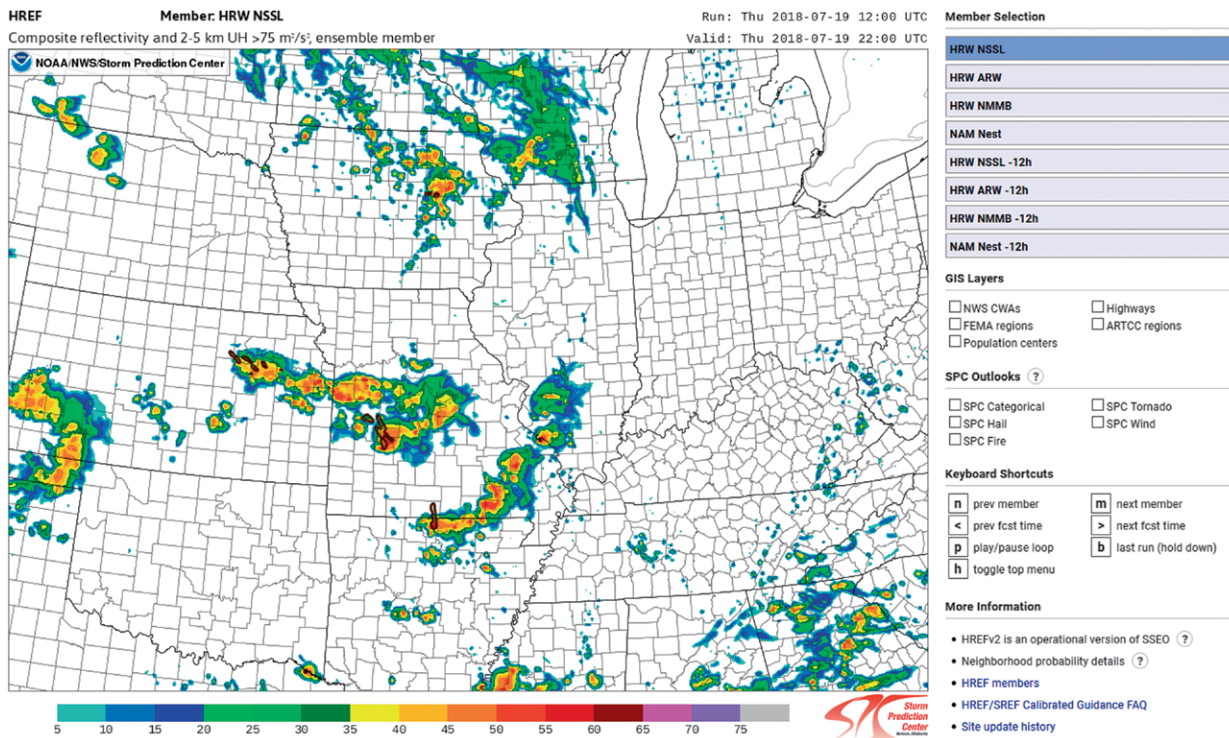 HREF Member: HRW NSSL Run: Thu 2018-07-19 12:00 UTC
Composite reflectivity and 2-5 km UH >75 m²/s², ensemble member Valid: Thu 2018-07-19 22:00 UTC
NOAA/NWS/Storm Prediction Center
5 10 15 20 25 30 35 40 45 50 55 60 65 70 75
Storm
Prediction
Center
Member Selection
HRW NSSL
HRW ARW
HRW NMMB
NAM Nest
HRW NSSL -12h
HRW ARW -12h
HRW NMMB -12h
NAM Nest -12h
GIS Layers
NWS CWAs Highways
FEMA regions ARTCC regions
Population centers
SPC Outlooks ?
SPC Categorical SPC Tornado
SPC Hail SPC Wind
SPC Fire
Keyboard Shortcuts
n prev member m next member
< prev fcst time > next fcst time
p play/pause loop b last run (hold down)
h toggle top menu
More Information
• HREFv2 is an operational version of SSEO ?
• Neighborhood probability details ?
• HREF members
• HREF/SREF Calibrated Guidance FAQ
• Site update history